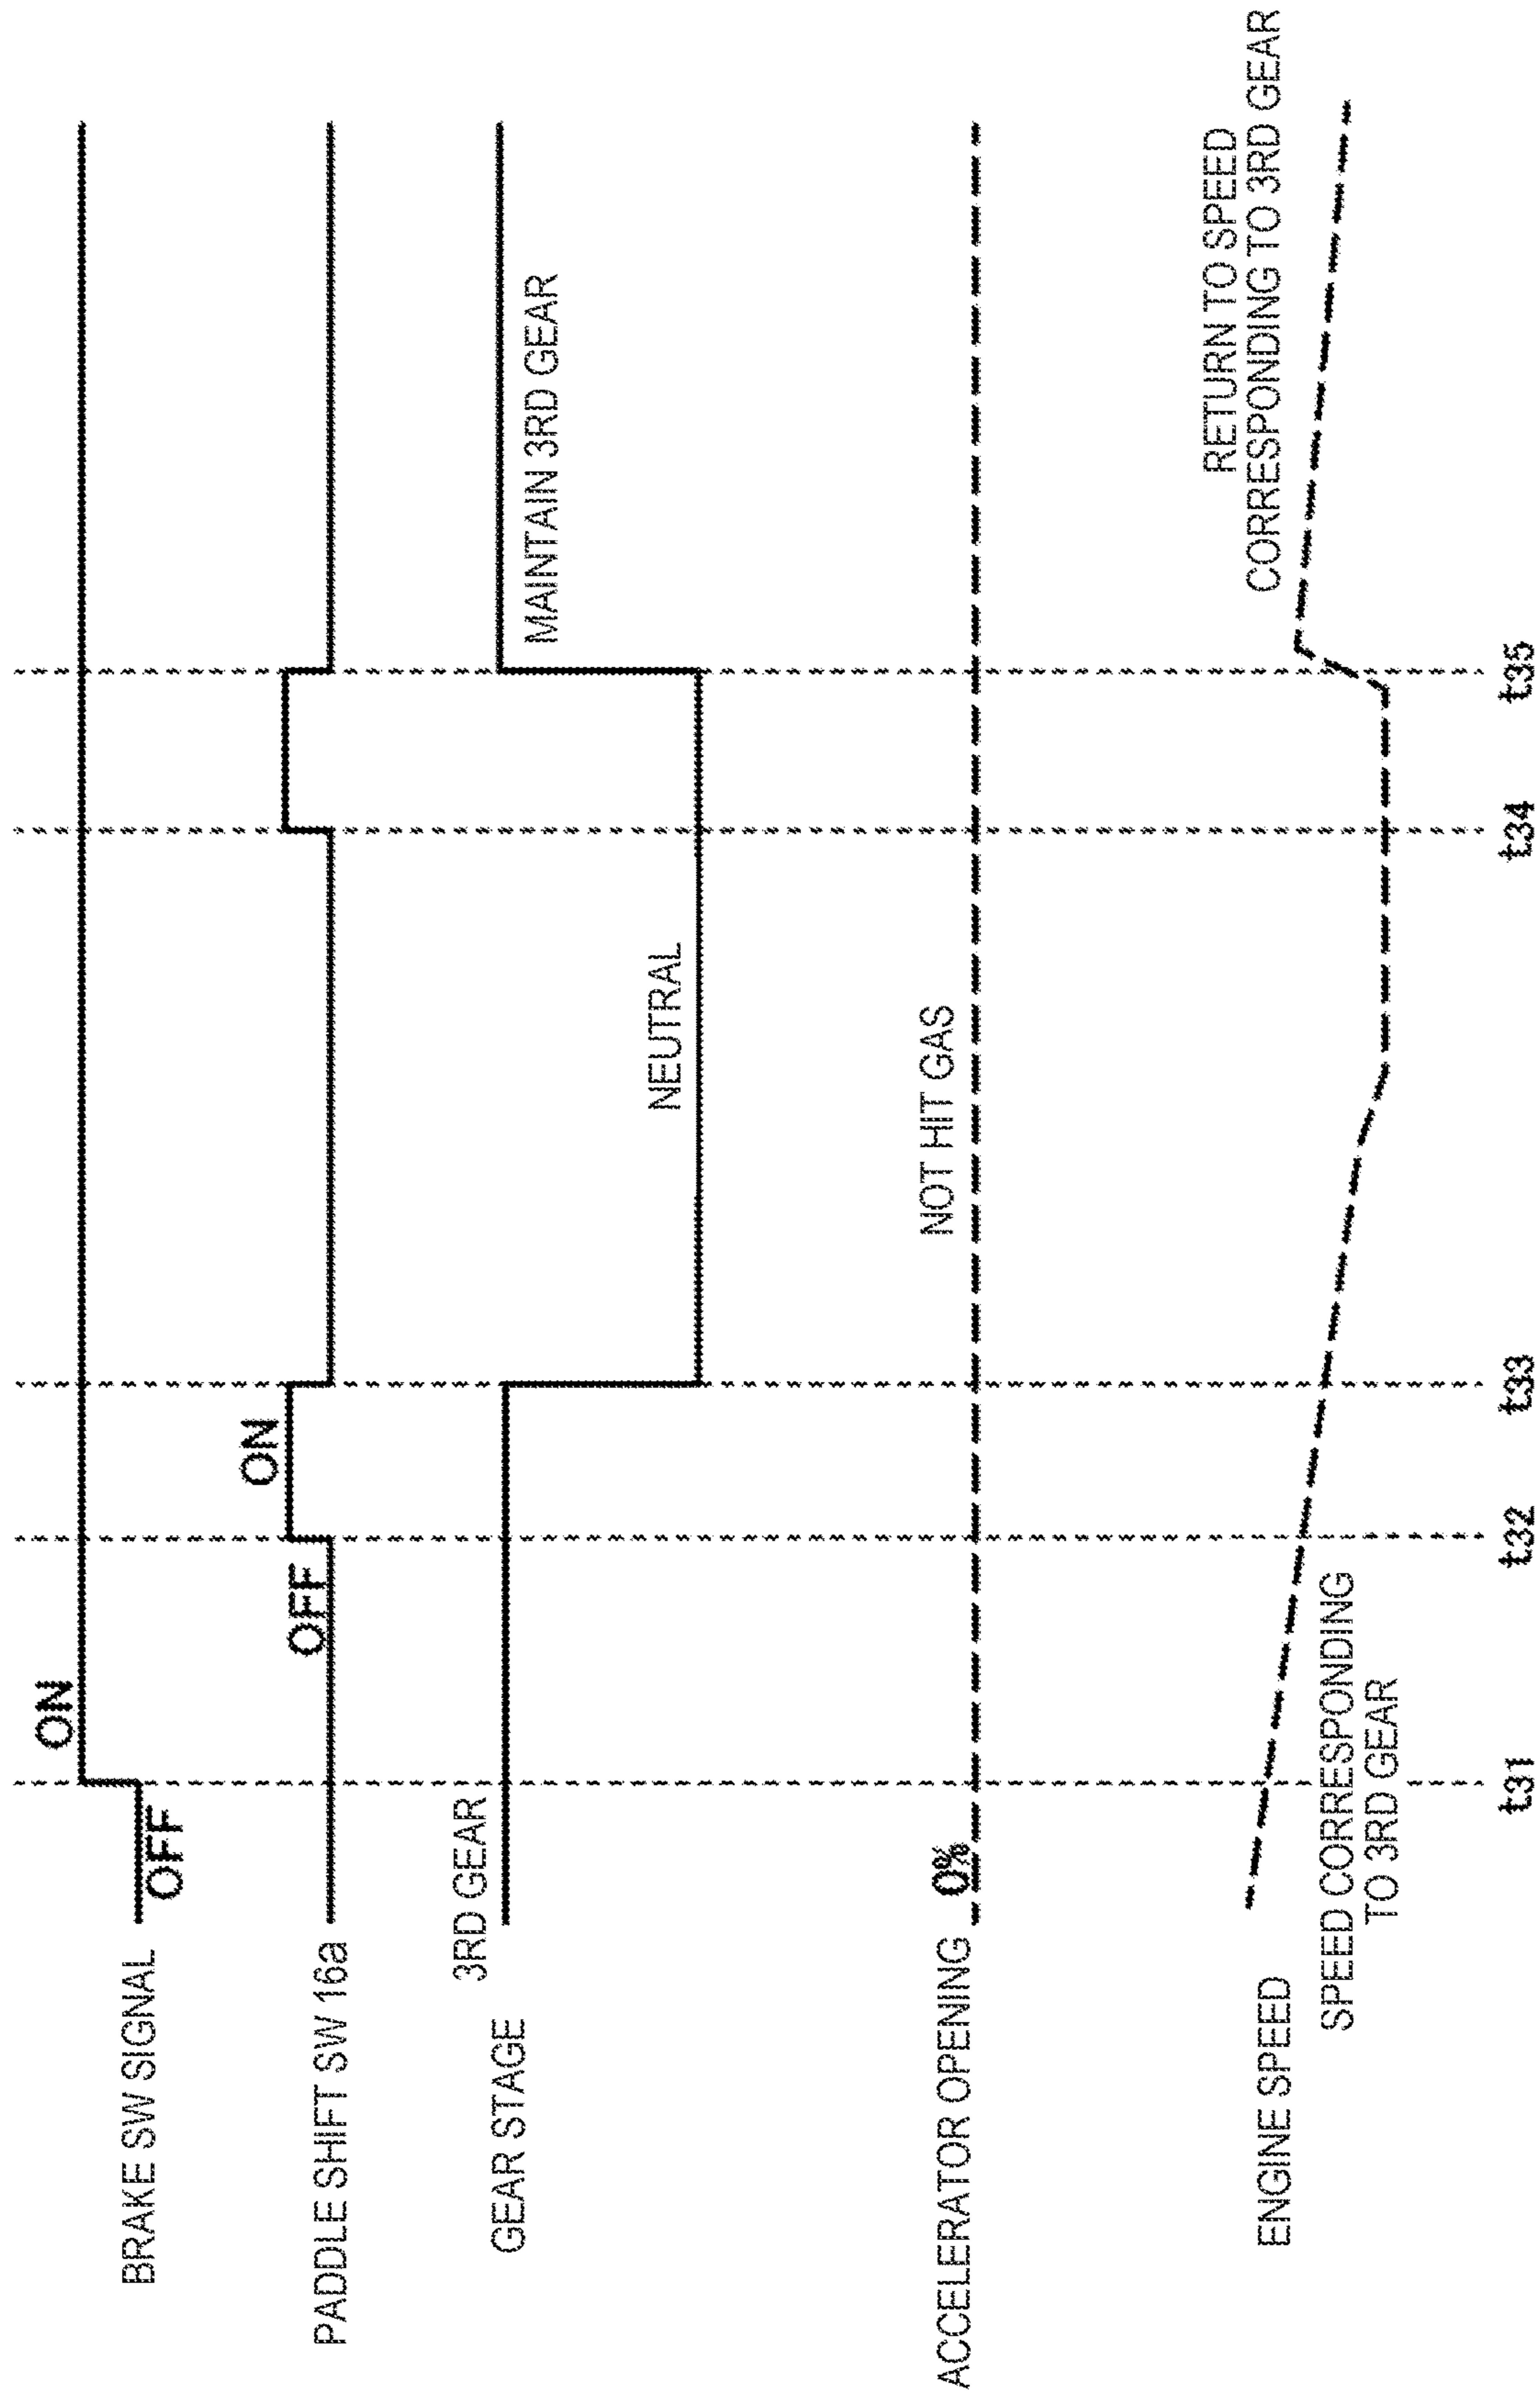 BRAKE SW SIGNAL
OFF
ON
PADDLE SHIFT SW 16a
OFF
ON
3RD GEAR
GEAR STAGE
MAINTAIN 3RD GEAR
NEUTRAL
NOT HIT GAS
ACCELERATOR OPENING
0%
RETURN TO SPEED
CORRESPONDING TO 3RD GEAR
ENGINE SPEED
SPEED CORRESPONDING
TO 3RD GEAR
t31
t32
t33
t34
t35